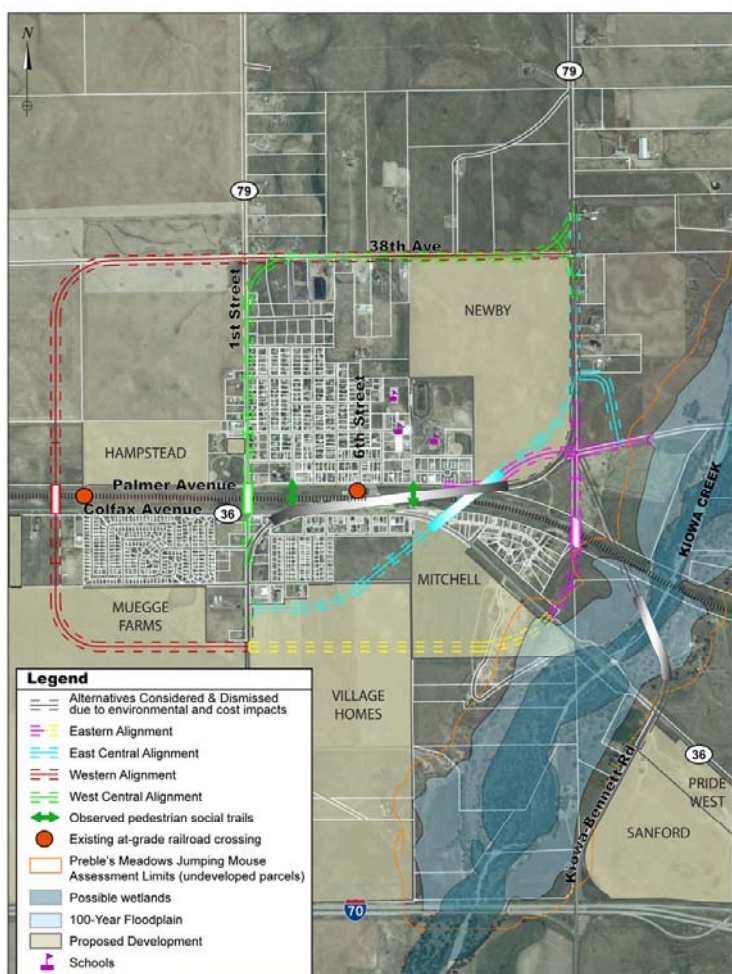 N
79
79
38th Ave
1st Street
NEWBY
6th Street
HAMPSTEAD
Palmer Avenue
Colfax Avenue
36
KIOWA CREEK
MITCHELL
MUEGGE
FARMS
VILLAGE
HOMES
36
PRIDE
WEST
SANFORD
Kiowa-Bennett Rd
70
Legend
Alternatives Considered & Dismissed
due to environmental and cost impacts
Eastern Alignment
East Central Alignment
Western Alignment
West Central Alignment
Observed pedestrian social trails
Existing at-grade railroad crossing
Preble's Meadows Jumping Mouse
Assessment Limits (undeveloped parcels)
Possible wetlands
100-Year Floodplain
Proposed Development
Schools